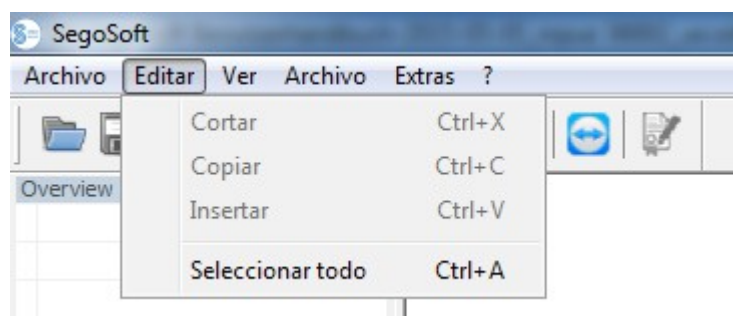 SegoSoft
Archivo Editar Ver Archivo Extras ?
Cortar Ctrl+X
Copiar Ctrl+C
Overview
Insertar Ctrl+V
Seleccionar todo Ctrl+A